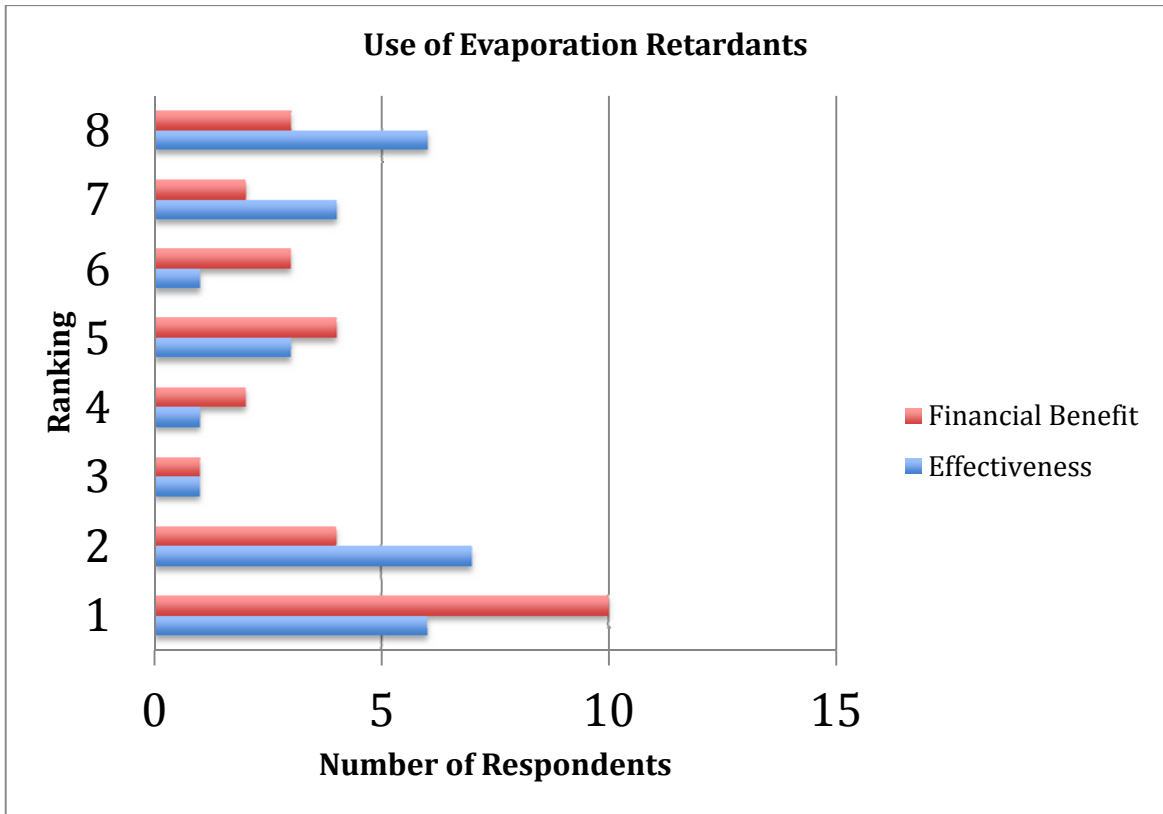 Use of Evaporation Retardants
8
7
6
5
4
3
2
1
Ranking
0 5 10 15
Number of Respondents
Financial Benefit
Effectiveness